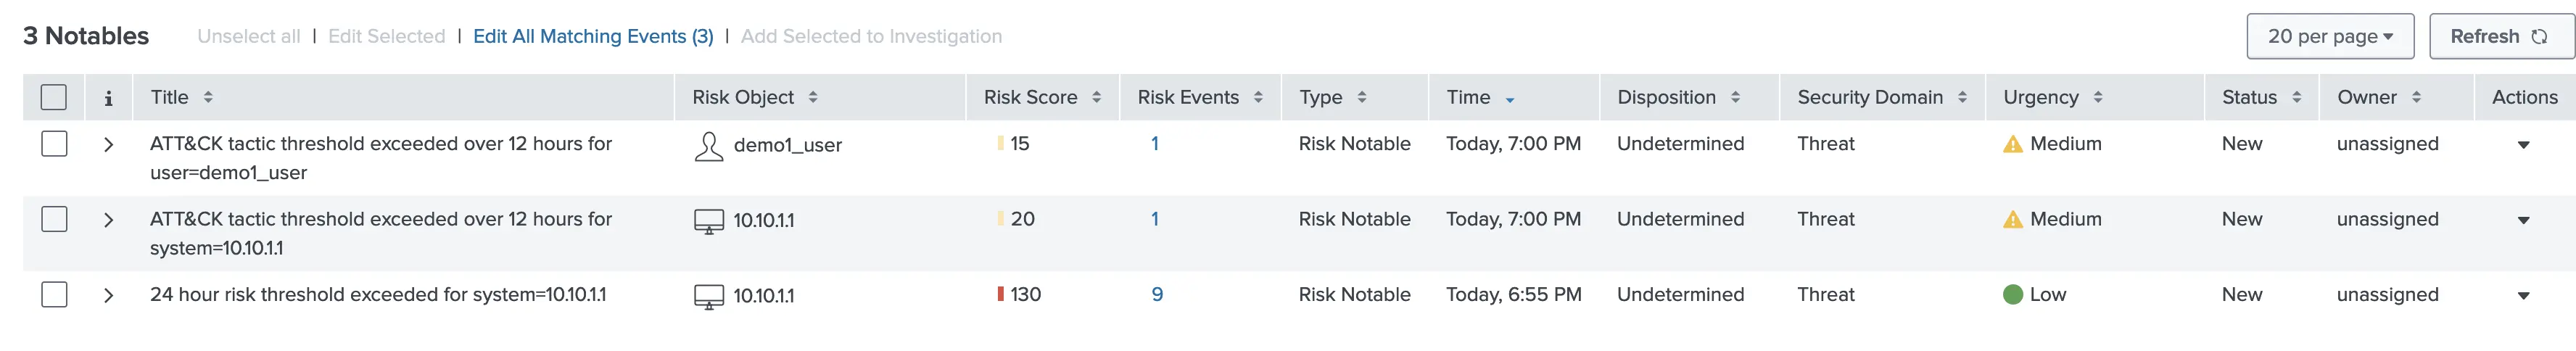 3 Notables Unselect all | Edit Selected | Edit All Matching Events (3) | Add Selected to Investigation 20 per page Refresh
i Title Risk Object Risk Score Risk Events Type Time Disposition Security Domain Urgency Status Owner Actions
ATT&CK tactic threshold exceeded over 12 hours for demo1_user 15 1 Risk Notable Today, 7:00 PM Undetermined Threat Medium New unassigned
user=demo1_user
ATT&CK tactic threshold exceeded over 12 hours for 10.10.1.1 20 1 Risk Notable Today, 7:00 PM Undetermined Threat Medium New unassigned
system=10.10.1.1
24 hour risk threshold exceeded for system=10.10.1.1 10.10.1.1 130 9 Risk Notable Today, 6:55 PM Undetermined Threat Low New unassigned